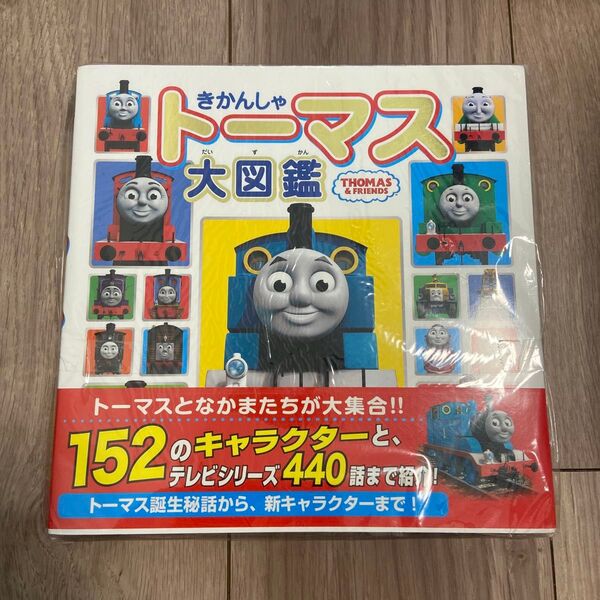 きかんしゃ
トーマス
だいずかん
大図鑑
THOMAS
& FRIENDS
トーマスとなかまたちが大集合!!
152のキャラクターと、
テレビシリーズ440話まで紹介!
トーマス誕生秘話から、新キャラクターまで!